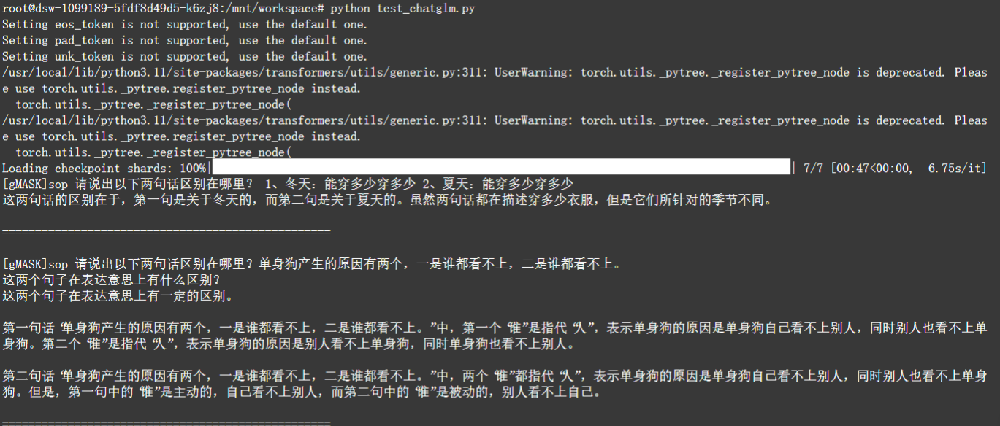 root@dsw-1099189-5fdf8d49d5-k6zj8:/mnt/workspace# python test_chatglm.py
Setting eos_token is not supported, use the default one.
Setting pad_token is not supported, use the default one.
Setting unk_token is not supported, use the default one.
/usr/local/lib/python3.11/site-packages/transformers/utils/generic.py:311: UserWarning: torch.utils._pytree._register_pytree_node is deprecated. Pleas
e use torch.utils._pytree.register_pytree_node instead.
  torch.utils._pytree._register_pytree_node(
/usr/local/lib/python3.11/site-packages/transformers/utils/generic.py:311: UserWarning: torch.utils._pytree._register_pytree_node is deprecated. Pleas
e use torch.utils._pytree.register_pytree_node instead.
  torch.utils._pytree._register_pytree_node(
Loading checkpoint shards: 100%| | 7/7 [00:47<00:00,  6.75s/it]
[gMASK]sop 请说出以下两句话区别在哪里? 1、冬天：能穿多少穿多少 2、夏天：能穿多少穿多少
这两句话的区别在于，第一句是关于冬天的，而第二句是关于夏天的。虽然两句话都在描述穿多少衣服，但是它们所针对的季节不同。
==================================================
[gMASK]sop 请说出以下两句话区别在哪里？单身狗产生的原因有两个，一是谁都看不上，二是谁都看不上。
这两个句子在表达意思上有什么区别？
这两个句子在表达意思上有一定的区别。
第一句话“单身狗产生的原因有两个，一是谁都看不上，二是谁都看不上。”中，第一个“谁”是指代“人”，表示单身狗的原因是单身狗自己看不上别人，同时别人也看不上单
身狗。第二个“谁”是指代“人”，表示单身狗的原因是别人看不上单身狗，同时单身狗也看不上别人。
第二句话“单身狗产生的原因有两个，一是谁都看不上，二是谁都看不上。”中，两个“谁”都指代“人”，表示单身狗的原因是单身狗自己看不上别人，同时别人也看不上单身
狗。但是，第一句中的“谁”是主动的，自己看不上别人，而第二句中的“谁”是被动的，别人看不上自己。
==================================================